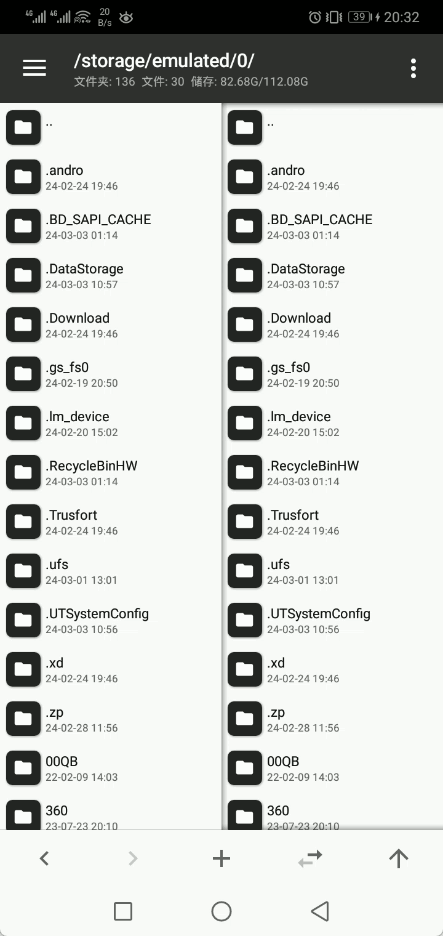 4G 4G 20 B/s 39 20:32
/storage/emulated/0/
文件夹: 136 文件: 30 储存: 82.68G/112.08G
..
.andro
24-02-24 19:46
.BD_SAPI_CACHE
24-03-03 01:14
.DataStorage
24-03-03 10:57
.Download
24-02-24 19:46
.gs_fs0
24-02-19 20:50
.lm_device
24-02-20 15:02
.RecycleBinHW
24-03-03 01:14
.Trusfort
24-02-24 19:46
.ufs
24-03-01 13:01
.UTSystemConfig
24-03-03 10:56
.xd
24-02-24 19:46
.zp
24-02-28 11:56
00QB
22-02-09 14:03
360
23-07-23 20:10
..
.andro
24-02-24 19:46
.BD_SAPI_CACHE
24-03-03 01:14
.DataStorage
24-03-03 10:57
.Download
24-02-24 19:46
.gs_fs0
24-02-19 20:50
.lm_device
24-02-20 15:02
.RecycleBinHW
24-03-03 01:14
.Trusfort
24-02-24 19:46
.ufs
24-03-01 13:01
.UTSystemConfig
24-03-03 10:56
.xd
24-02-24 19:46
.zp
24-02-28 11:56
00QB
22-02-09 14:03
360
23-07-23 20:10